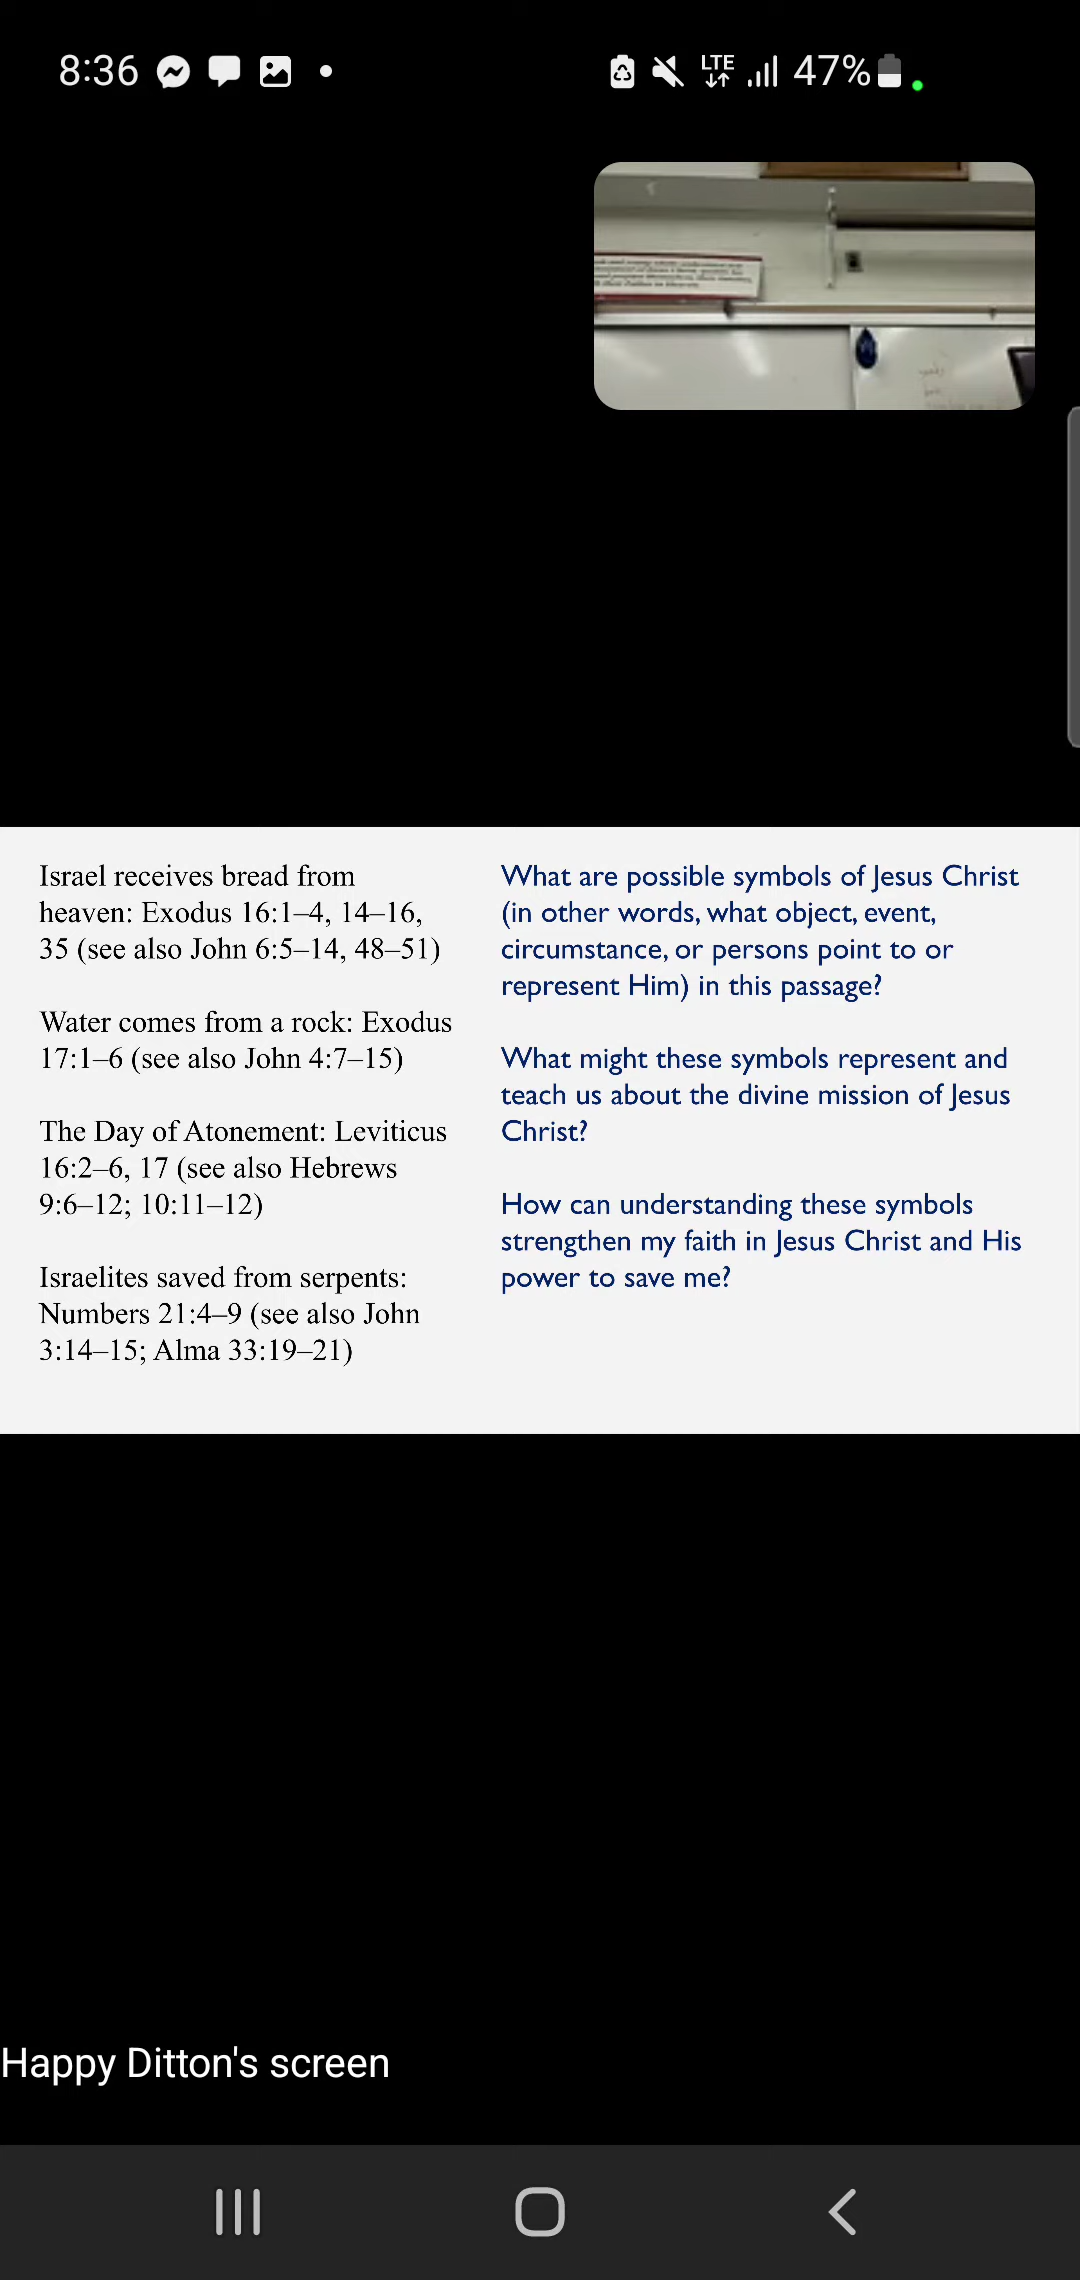 8:36
LTE
47%
Israel receives bread from
heaven: Exodus 16:1–4, 14–16,
35 (see also John 6:5–14, 48–51)
Water comes from a rock: Exodus
17:1–6 (see also John 4:7–15)
The Day of Atonement: Leviticus
16:2–6, 17 (see also Hebrews
9:6–12; 10:11–12)
Israelites saved from serpents:
Numbers 21:4–9 (see also John
3:14–15; Alma 33:19–21)
What are possible symbols of Jesus Christ
(in other words, what object, event,
circumstance, or persons point to or
represent Him) in this passage?
What might these symbols represent and
teach us about the divine mission of Jesus
Christ?
How can understanding these symbols
strengthen my faith in Jesus Christ and His
power to save me?
Happy Ditton's screen